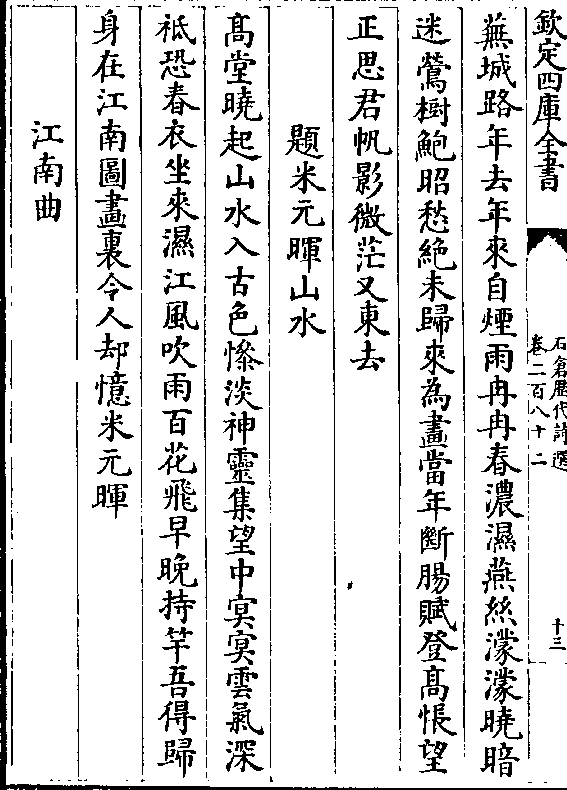 欽定四庫全書
石倉歷代詩選
卷二百八十二
十三
蕪城路年去年來自煙雨冉冉春濃濕燕絲濛濛曉暗
迷鶯樹鮑昭愁絶未歸來為畫當年斷腸賦登髙悵望
正思君帆影微茫又東去
題米元暉山水
髙堂曉起山水入古色慘淡神靈集望中㝠㝠雲氣深
祗恐春衣坐來濕江風吹雨百花飛早晚持竿吾得歸
身在江南圖畫裏今人却憶米元暉
江南曲